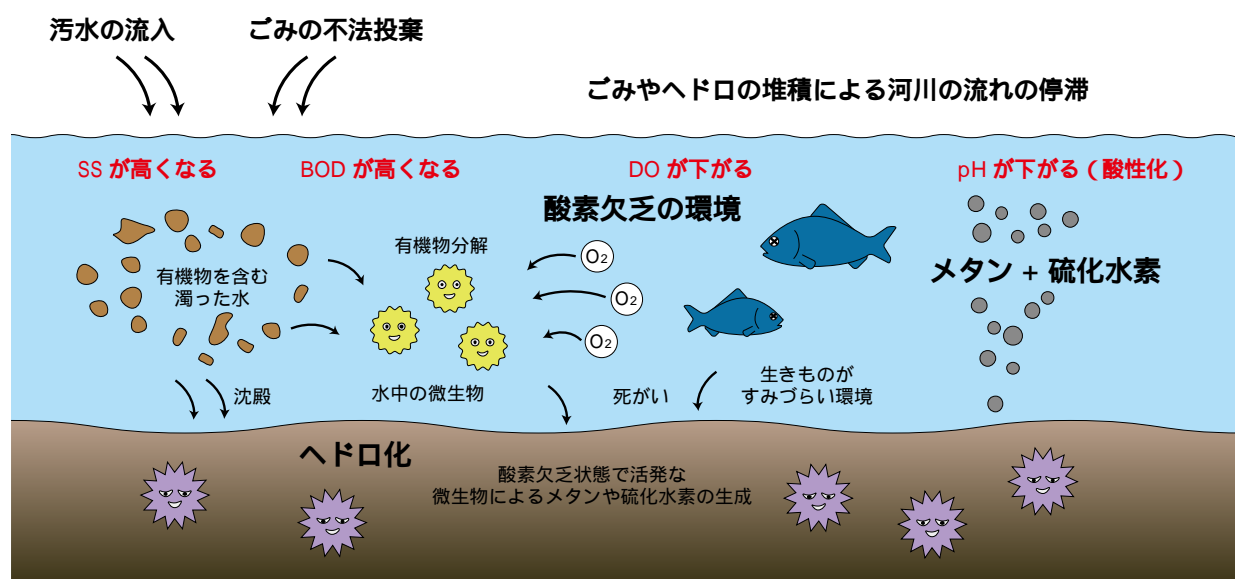 汚水の流入
ごみの不法投棄
ごみやヘドロの堆積による河川の流れの停滞
SS が高くなる
BOD が高くなる
DO が下がる
pH が下がる（酸性化）
酸素欠乏の環境
有機物分解
O2
O2
O2
有機物を含む
濁った水
メタン + 硫化水素
沈殿
水中の微生物
死がい
生きものが
すみづらい環境
ヘドロ化
酸素欠乏状態で活発な
微生物によるメタンや硫化水素の生成